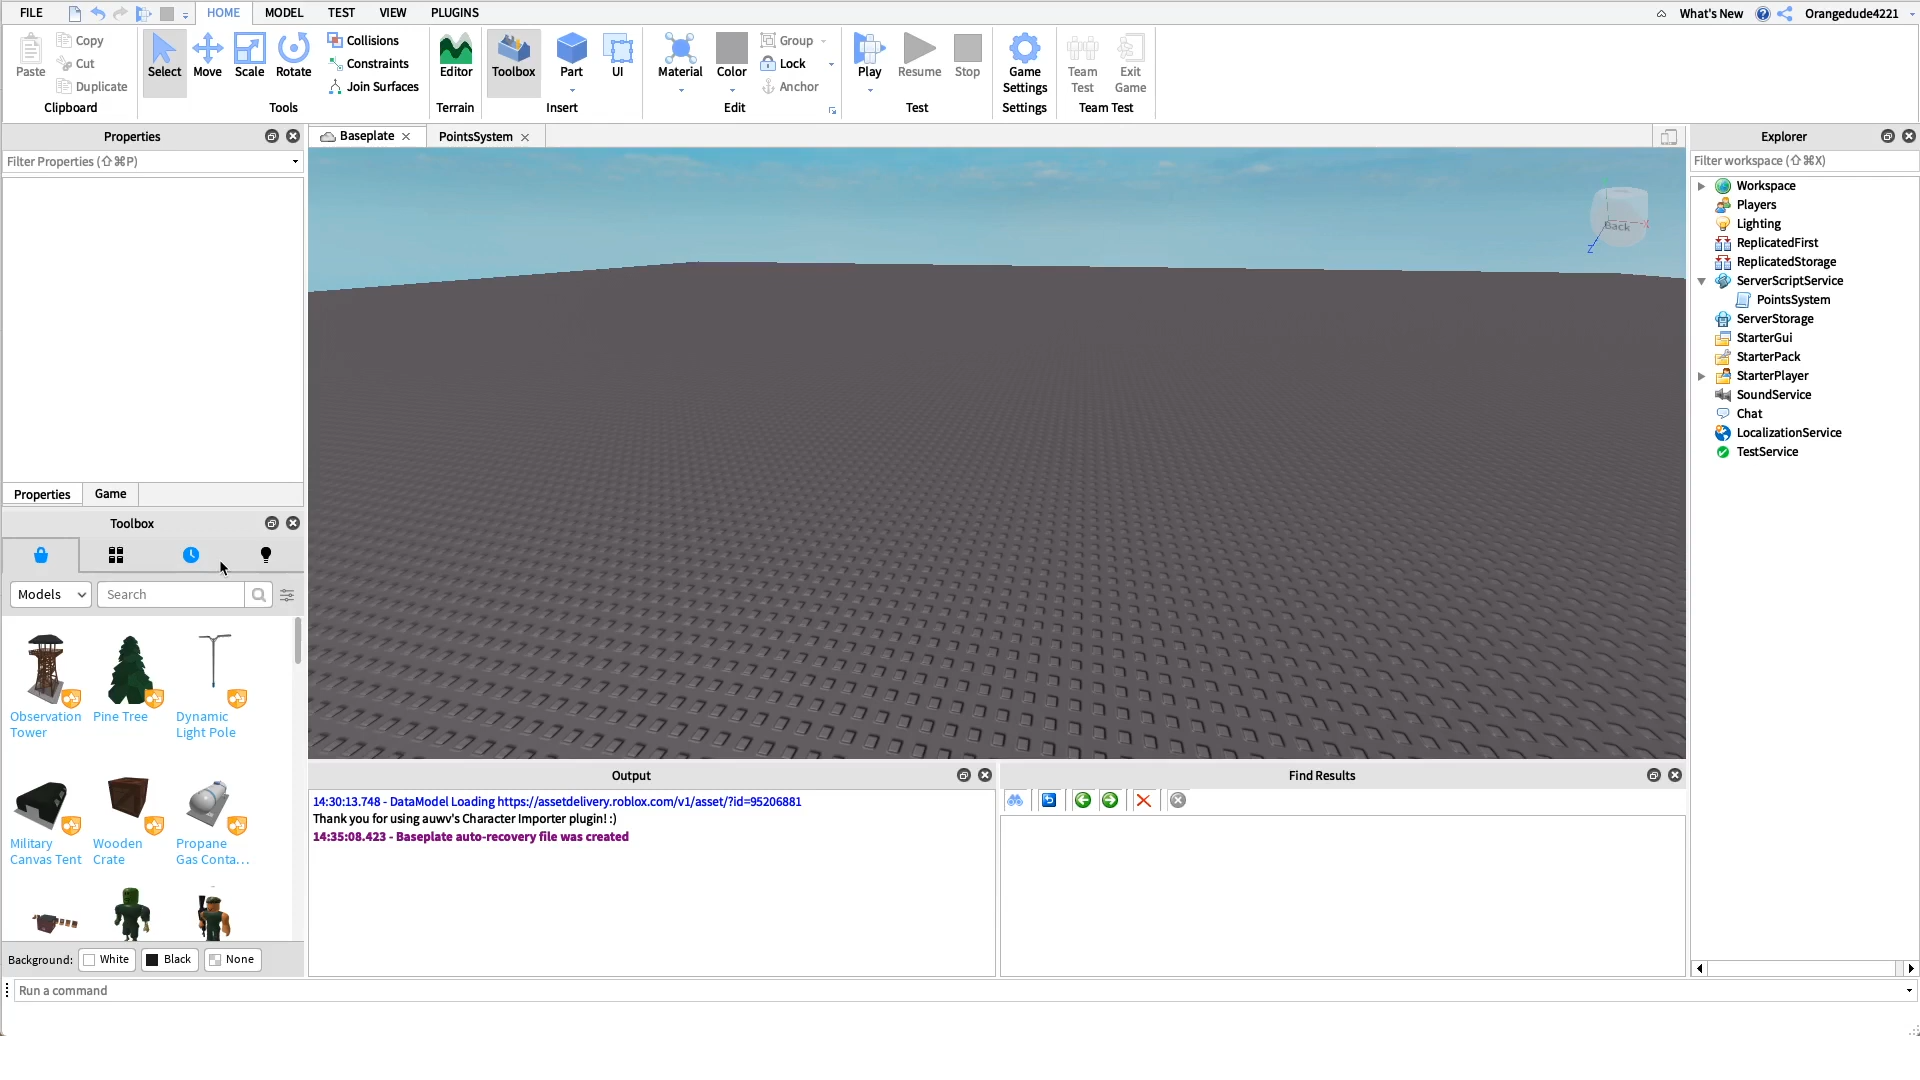 FILE HOME MODEL TEST VIEW PLUGINS What's New Orangedude4221
Paste Copy Cut Duplicate Clipboard
Select Move Scale Rotate Collisions Constraints Join Surfaces Tools
Editor Terrain
Toolbox Part UI Insert
Material Color Group Lock Anchor Edit
Play Resume Stop Test
Game Settings Settings
Team Test Exit Game Team Test
Properties
Filter Properties (⇧⌘P)
Properties Game
Toolbox
Models Search
Observation Tower
Pine Tree
Dynamic Light Pole
Military Canvas Tent
Wooden Crate
Propane Gas Conta...
Background: White Black None
Baseplate PointsSystem
Back
Z
Output
14:30:13.748 - DataModel Loading https://assetdelivery.roblox.com/v1/asset/?id=95206881
Thank you for using auwv's Character Importer plugin! :)
14:35:08.423 - Baseplate auto-recovery file was created
Find Results
Explorer
Filter workspace (⇧⌘X)
Workspace
Players
Lighting
ReplicatedFirst
ReplicatedStorage
ServerScriptService
PointsSystem
ServerStorage
StarterGui
StarterPack
StarterPlayer
SoundService
Chat
LocalizationService
TestService
Run a command